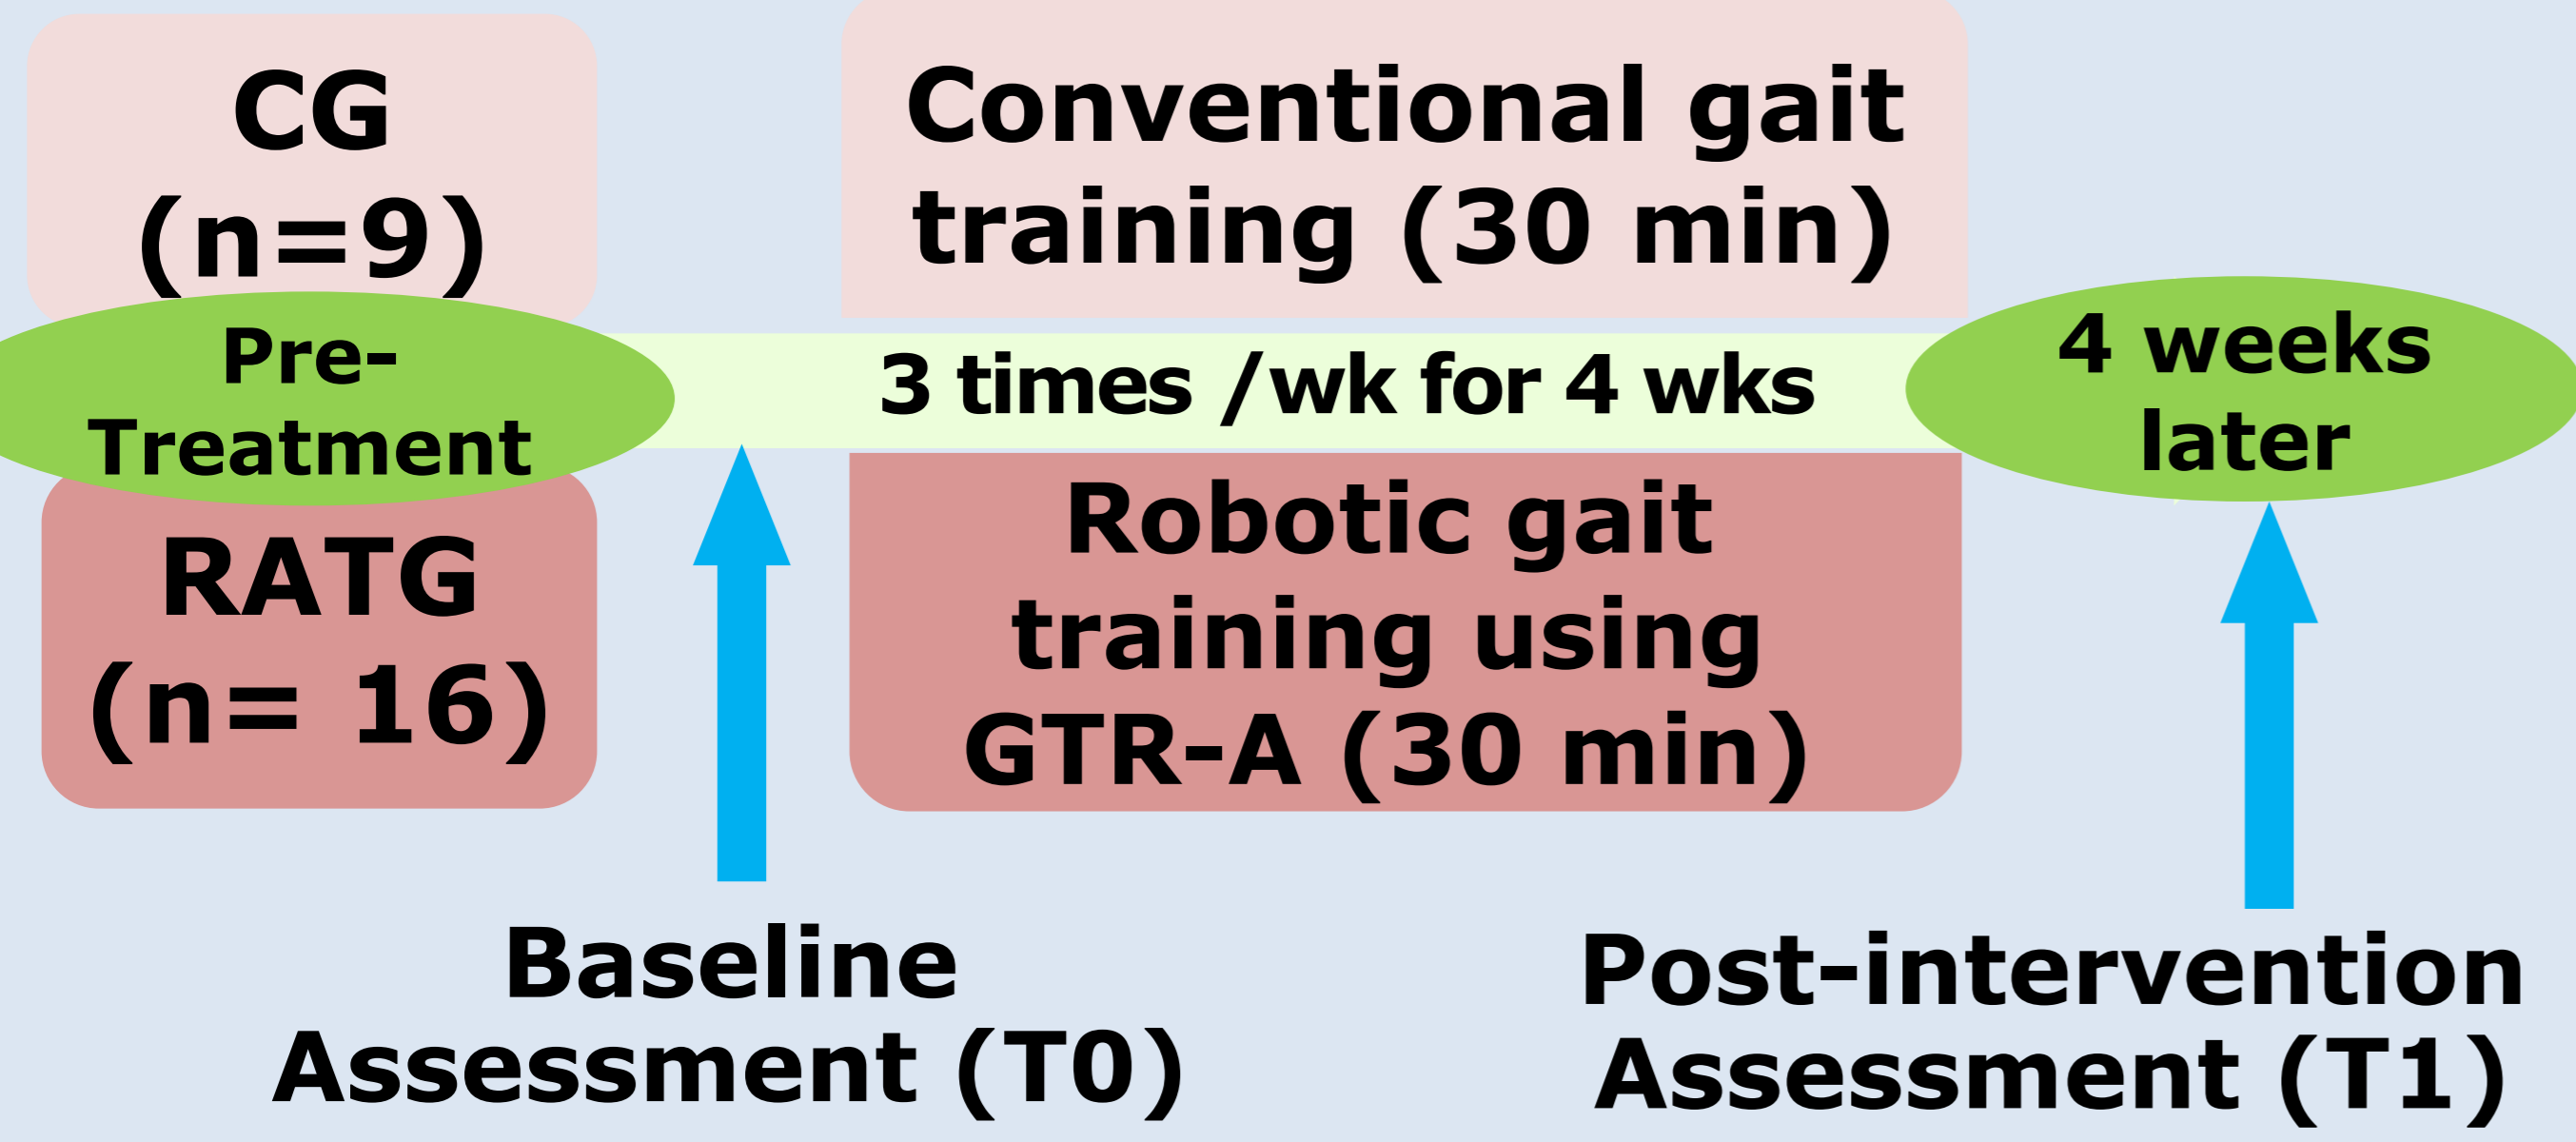 CG
(n=9)
Conventional gait
training (30 min)
Pre-
Treatment
3 times /wk for 4 wks
4 weeks
later
RATG
(n= 16)
Robotic gait
training using
GTR-A (30 min)
Baseline
Assessment (T0)
Post-intervention
Assessment (T1)